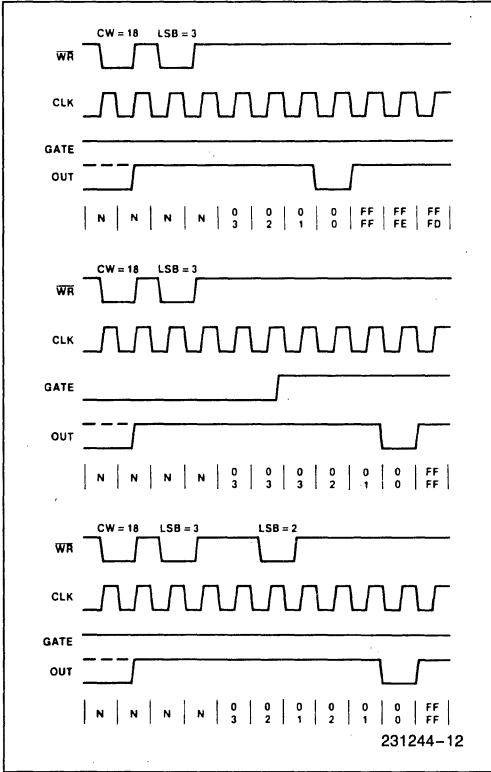 CW = 18 LSB = 3
WR
CLK
GATE
OUT
N N N N 0 0 0 0 FF FF FF
3 2 1 0 FF FE FD
CW = 18 LSB = 3
WR
CLK
GATE
OUT
N N N N 0 0 0 0 0 0 FF
3 3 3 2 1 0 FF
CW = 18 LSB = 3 LSB = 2
WR
CLK
GATE
OUT
N N N N 0 0 0 0 0 0 FF
3 2 1 2 1 0 FF
231244-12